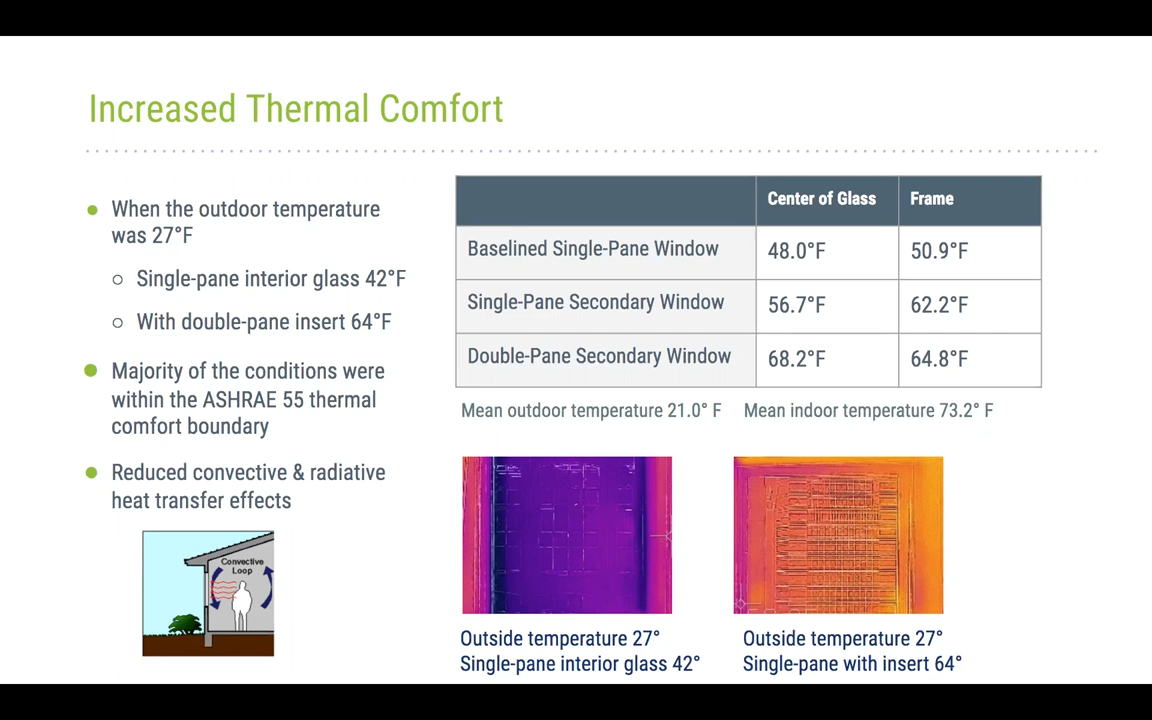 Increased Thermal Comfort
When the outdoor temperature
was 27°F
Single-pane interior glass 42°F
With double-pane insert 64°F
Majority of the conditions were
within the ASHRAE 55 thermal
comfort boundary
Reduced convective & radiative
heat transfer effects
Convective
Loop
Center of Glass Frame
Baselined Single-Pane Window 48.0°F 50.9°F
Single-Pane Secondary Window 56.7°F 62.2°F
Double-Pane Secondary Window 68.2°F 64.8°F
Mean outdoor temperature 21.0° F Mean indoor temperature 73.2° F
Outside temperature 27°
Single-pane interior glass 42°
Outside temperature 27°
Single-pane with insert 64°